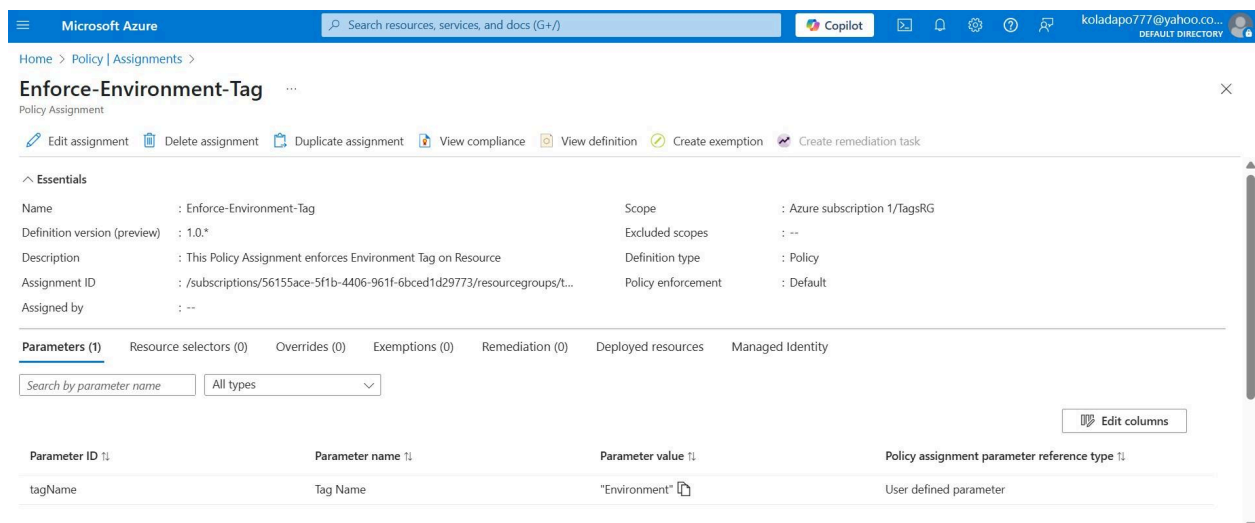 Microsoft Azure
Search resources, services, and docs (G+/)
Copilot
koladapo777@yahoo.co...
DEFAULT DIRECTORY
Home > Policy | Assignments >
Enforce-Environment-Tag ...
Policy Assignment
Edit assignment Delete assignment Duplicate assignment View compliance View definition Create exemption Create remediation task
Essentials
Name : Enforce-Environment-Tag Scope : Azure subscription 1/TagsRG
Definition version (preview) : 1.0.* Excluded scopes : --
Description : This Policy Assignment enforces Environment Tag on Resource Definition type : Policy
Assignment ID : /subscriptions/56155ace-5f1b-4406-961f-6bced1d29773/resourcegroups/t... Policy enforcement : Default
Assigned by : --
Parameters (1) Resource selectors (0) Overrides (0) Exemptions (0) Remediation (0) Deployed resources Managed Identity
Search by parameter name All types
Edit columns
Parameter ID Parameter name Parameter value Policy assignment parameter reference type
tagName Tag Name "Environment" User defined parameter